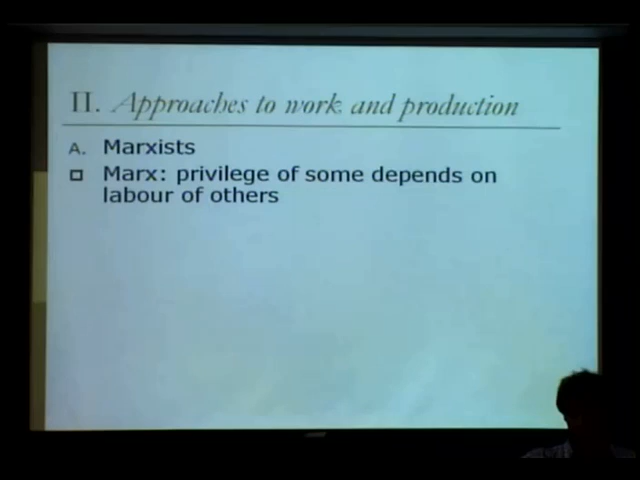 II. Approaches to work and production
A. Marxists
Marx: privilege of some depends on
labour of others